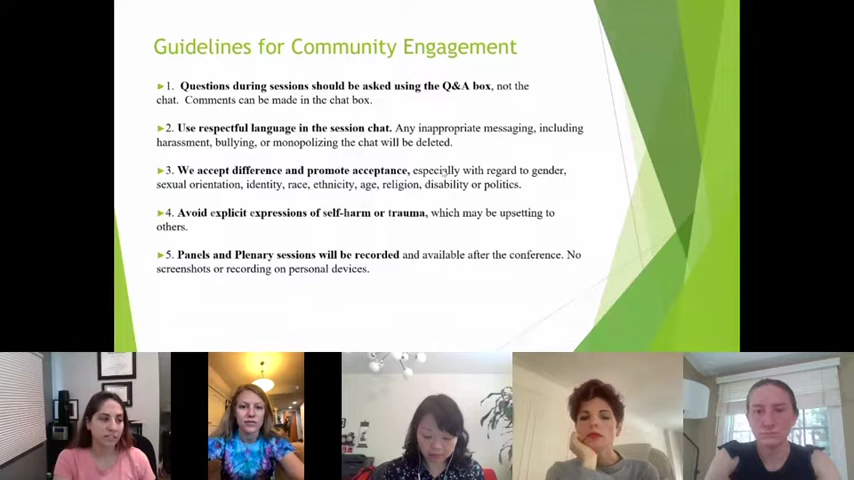 Guidelines for Community Engagement
1. Questions during sessions should be asked using the Q&A box, not the
chat. Comments can be made in the chat box.
2. Use respectful language in the session chat. Any inappropriate messaging, including
harassment, bullying, or monopolizing the chat will be deleted.
3. We accept difference and promote acceptance, especially with regard to gender,
sexual orientation, identity, race, ethnicity, age, religion, disability or politics.
4. Avoid explicit expressions of self-harm or trauma, which may be upsetting to
others.
5. Panels and Plenary sessions will be recorded and available after the conference. No
screenshots or recording on personal devices.